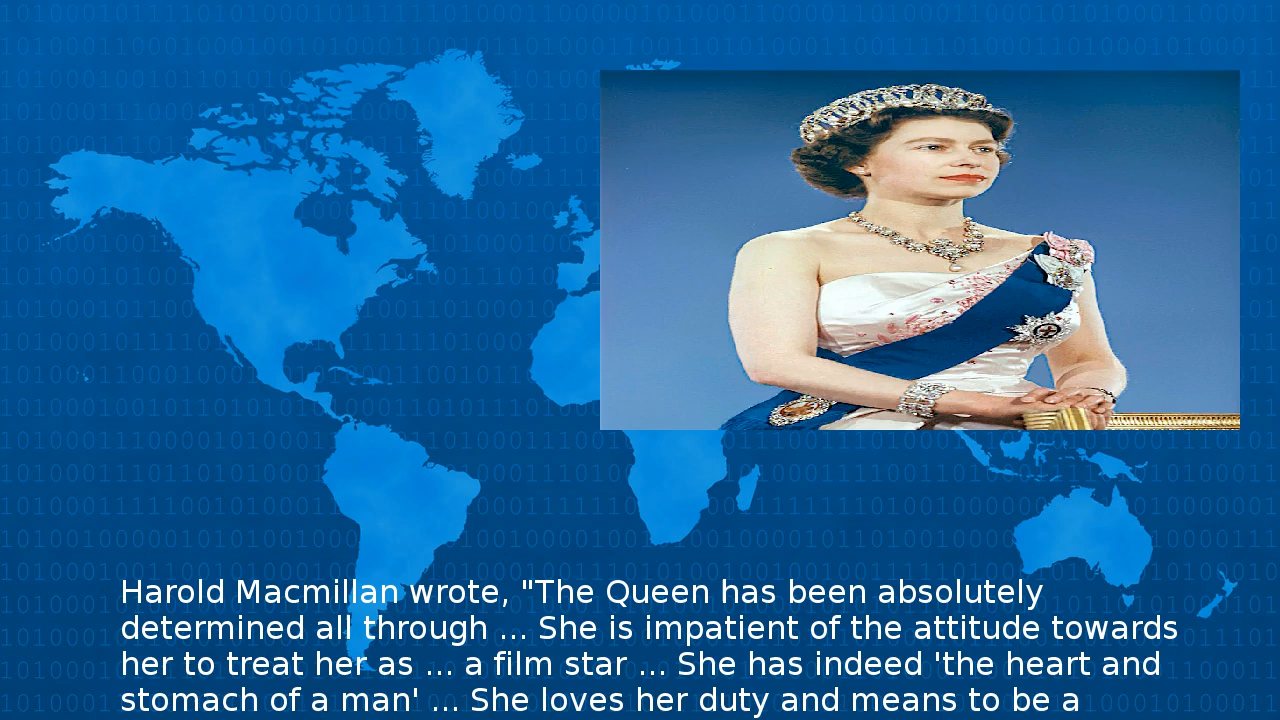 Harold Macmillan wrote, "The Queen has been absolutely
determined all through ... She is impatient of the attitude towards
her to treat her as ... a film star ... She has indeed 'the heart and
stomach of a man' ... She loves her duty and means to be a